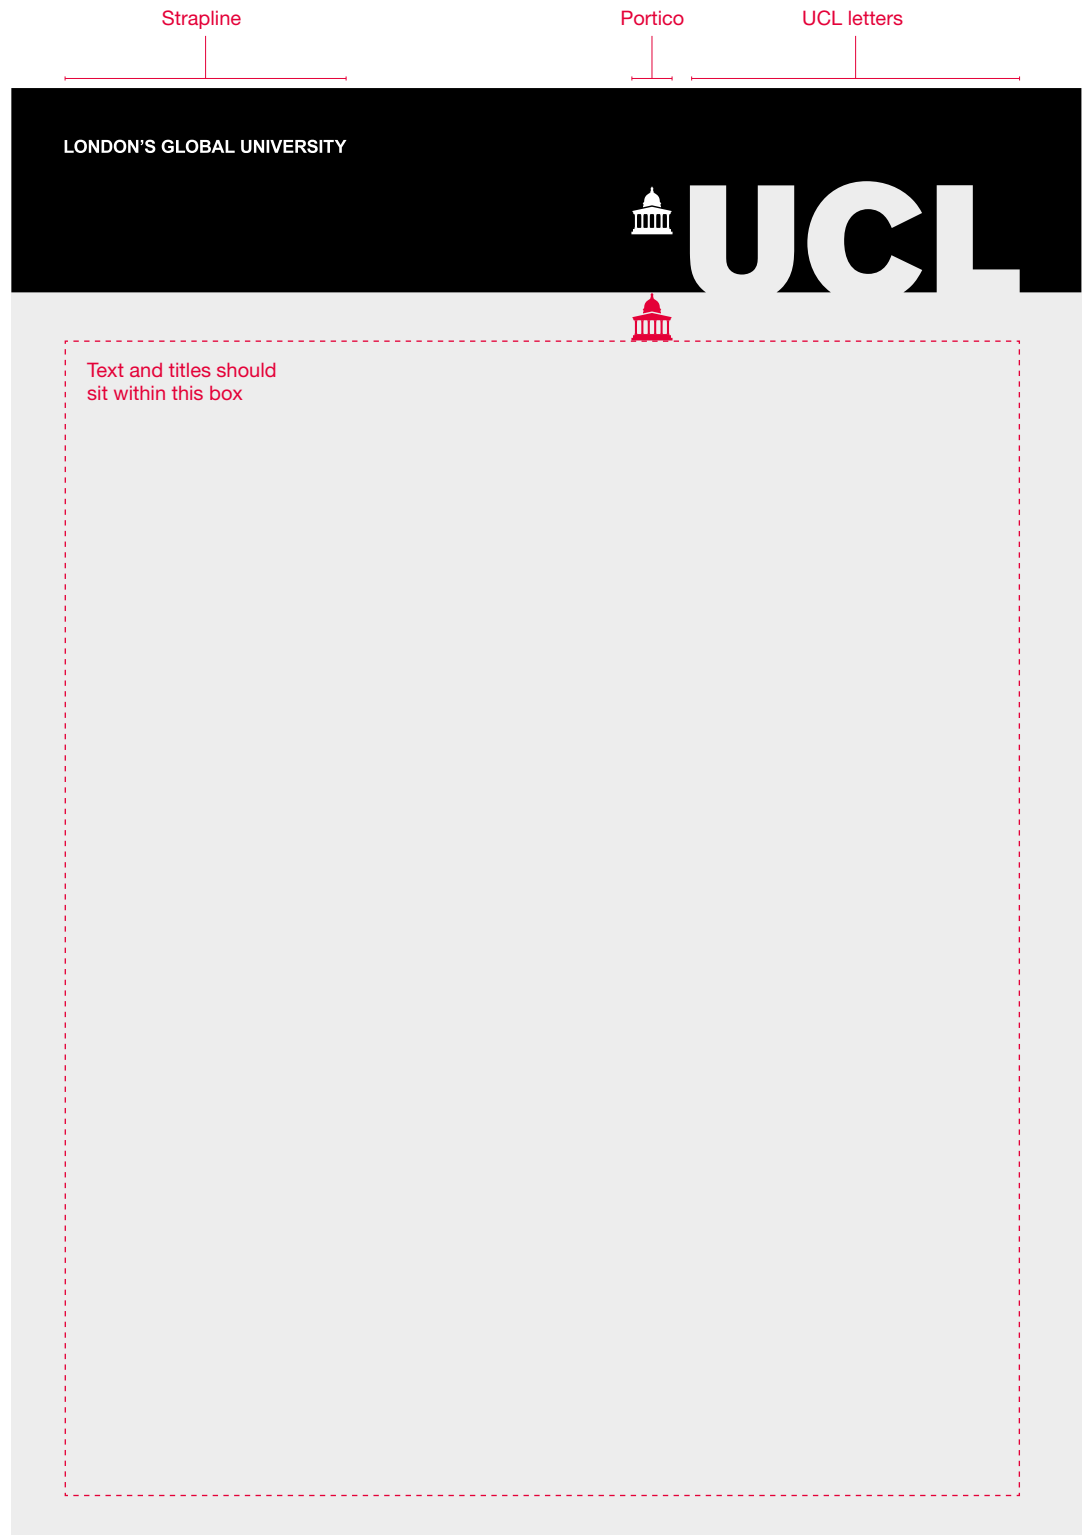 Strapline
Portico
UCL letters
LONDON’S GLOBAL UNIVERSITY
UCL
Text and titles should
sit within this box